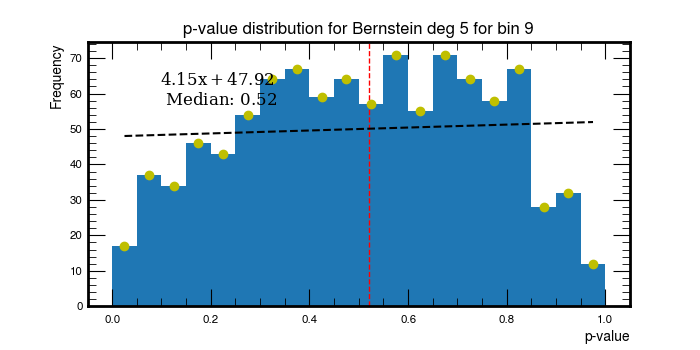 p-value distribution for Bernstein deg 5 for bin 9
Frequency
70
60
50
40
30
20
10
0
4.15x + 47.92
Median: 0.52
0.0 0.2 0.4 0.6 0.8 1.0
p-value